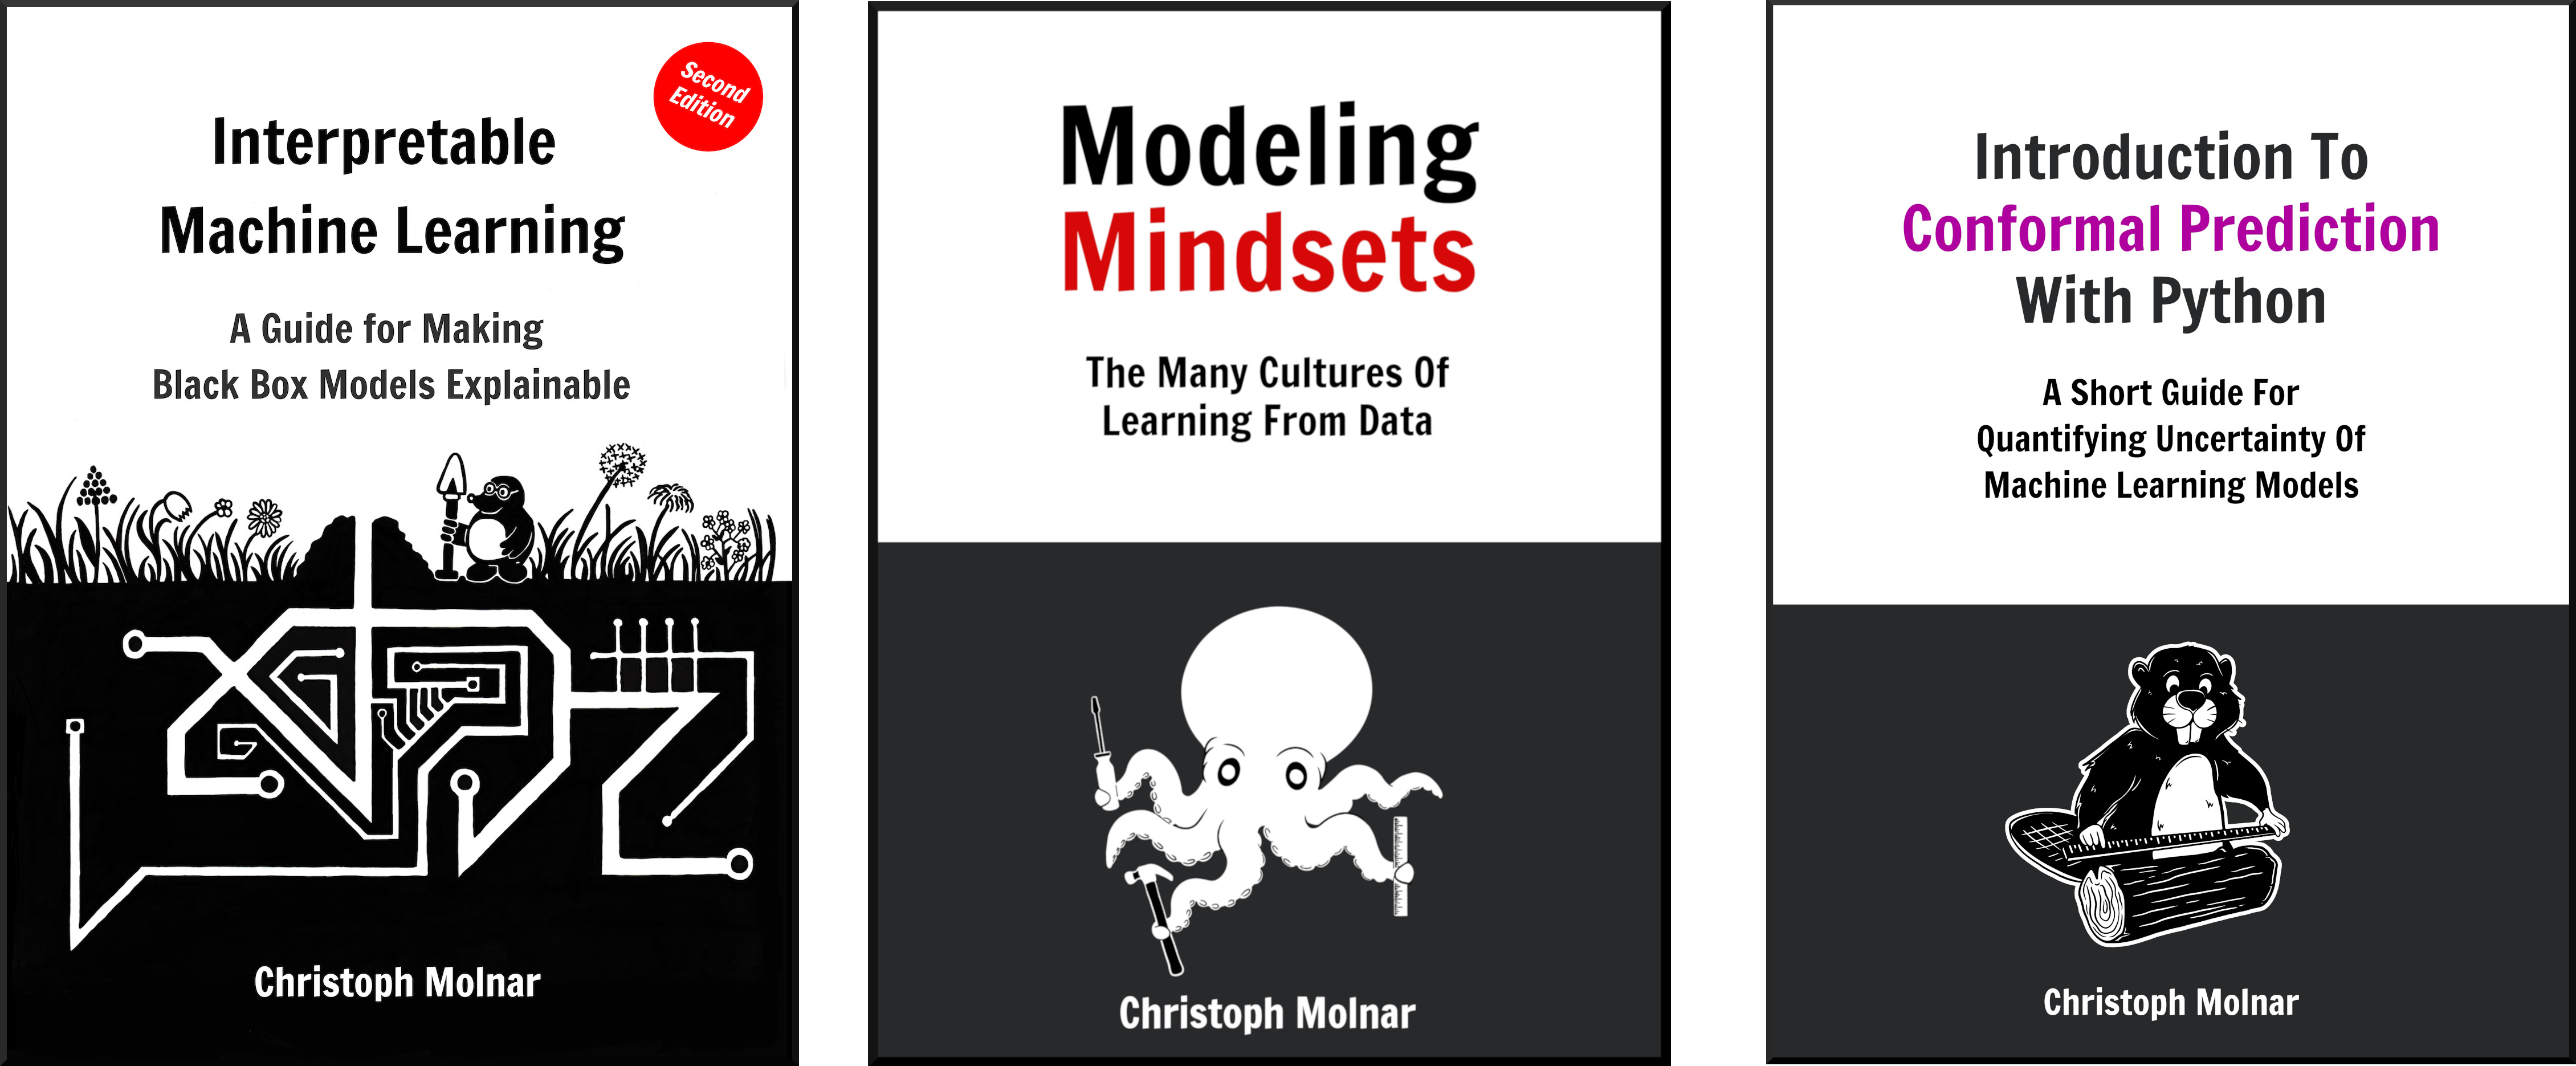 Second
Edition
Interpretable
Machine Learning
A Guide for Making
Black Box Models Explainable
Christoph Molnar
Modeling
Mindsets
The Many Cultures Of
Learning From Data
Christoph Molnar
Introduction To
Conformal Prediction
With Python
A Short Guide For
Quantifying Uncertainty Of
Machine Learning Models
Christoph Molnar